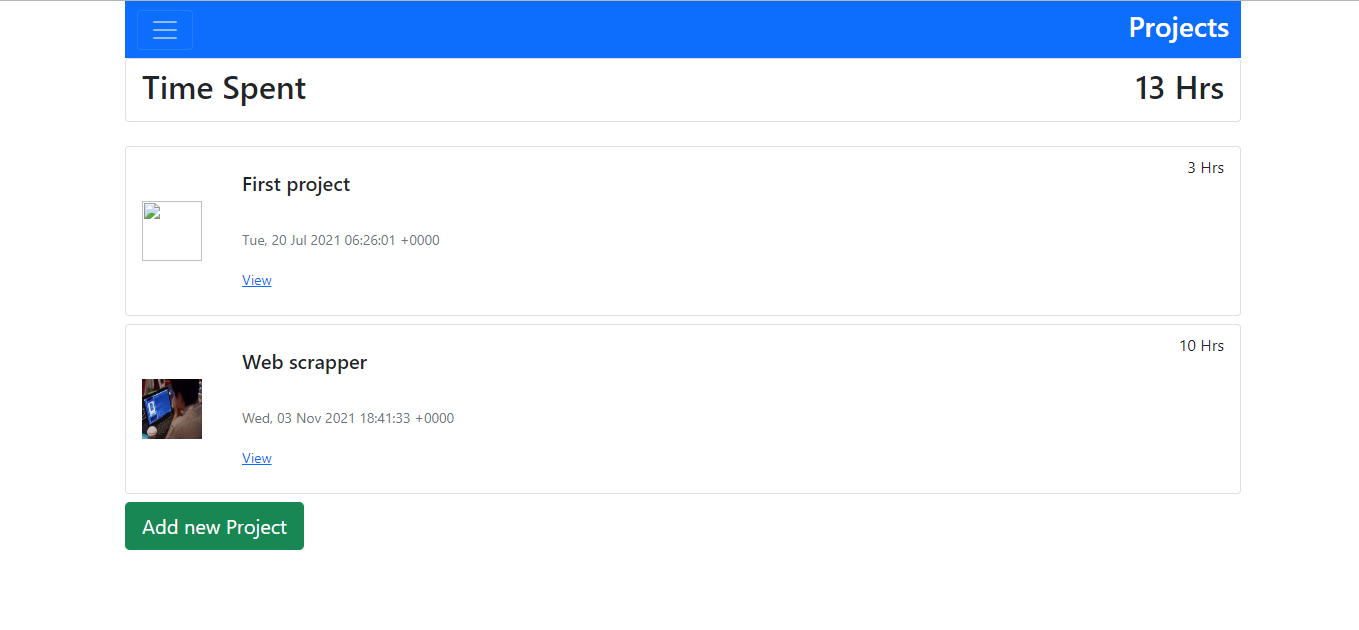 Projects
Time Spent 13 Hrs
3 Hrs
First project
Tue, 20 Jul 2021 06:26:01 +0000
View
10 Hrs
Web scrapper
Wed, 03 Nov 2021 18:41:33 +0000
View
Add new Project